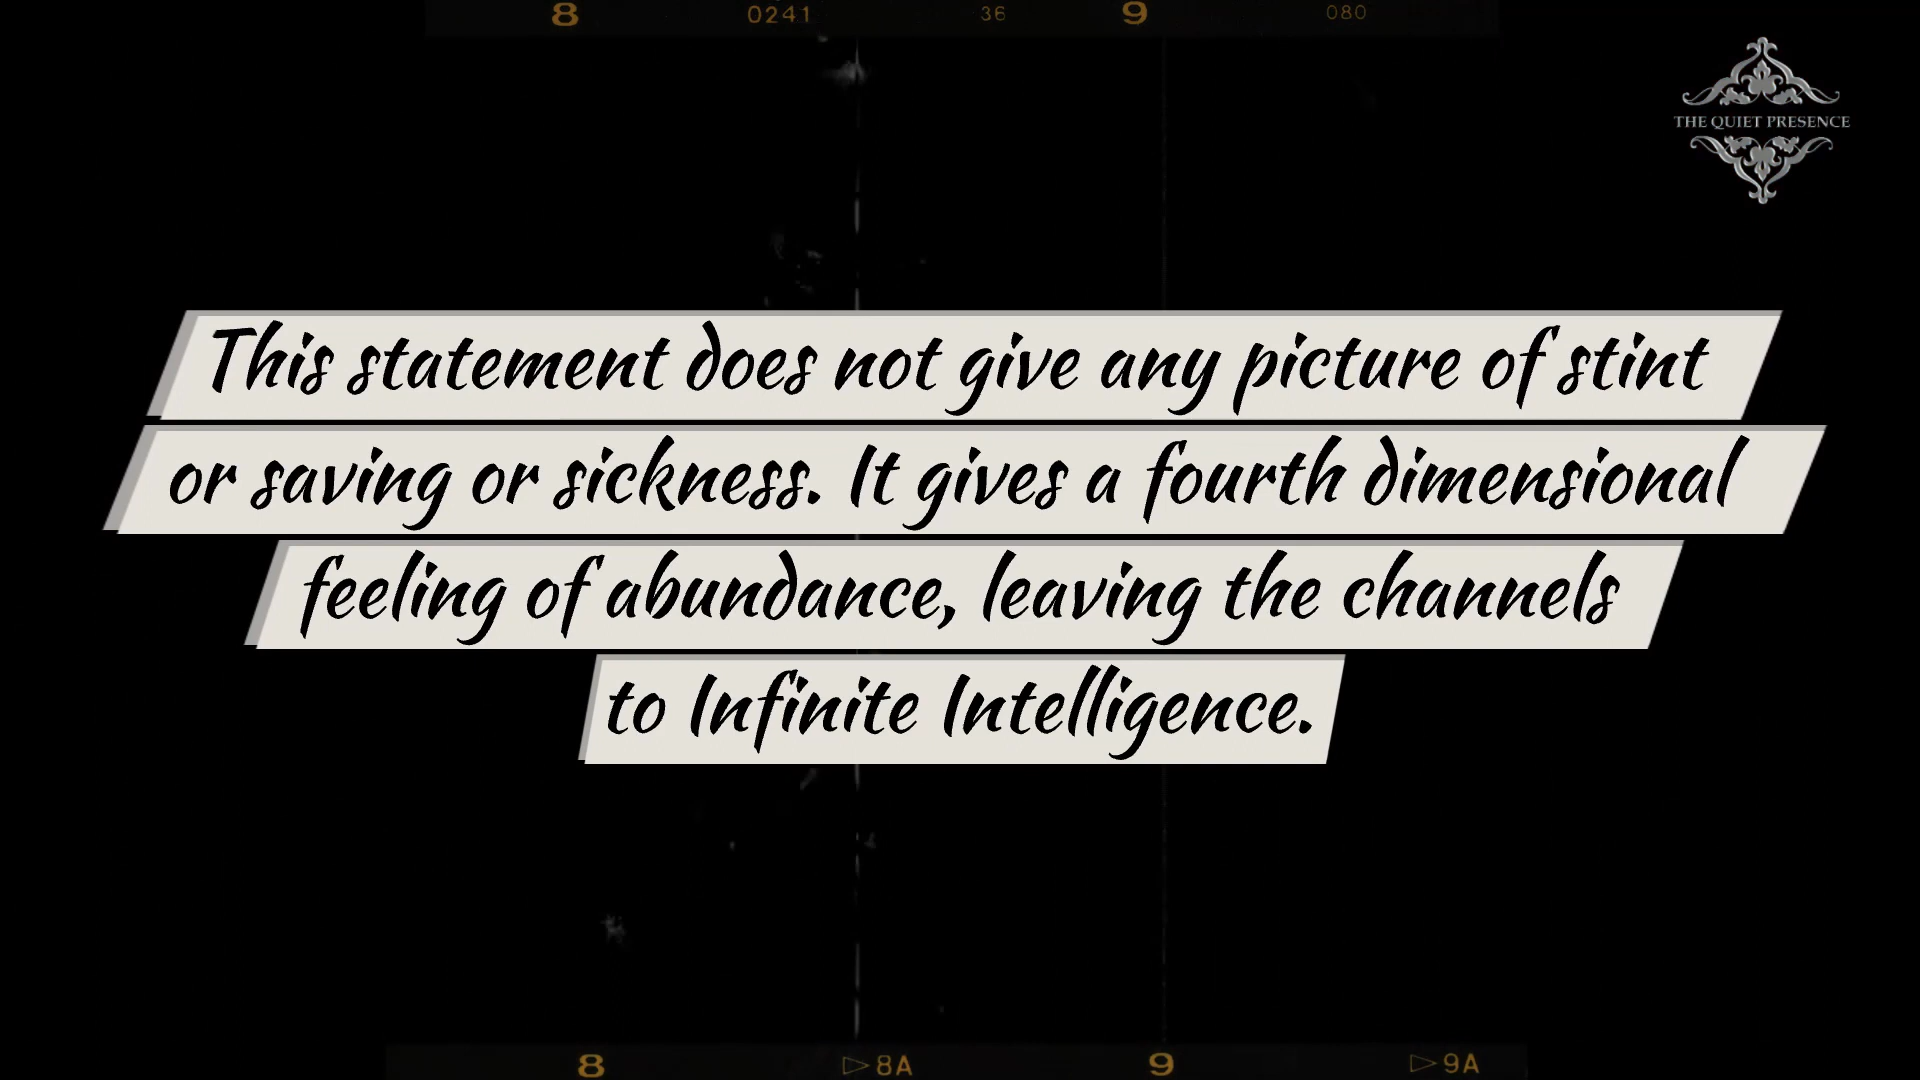 8 0241 36 9 080
THE QUIET PRESENCE
This statement does not give any picture of stint
or saving or sickness. It gives a fourth dimensional
feeling of abundance, leaving the channels
to Infinite Intelligence.
8 ▷8A 9 ▷9A